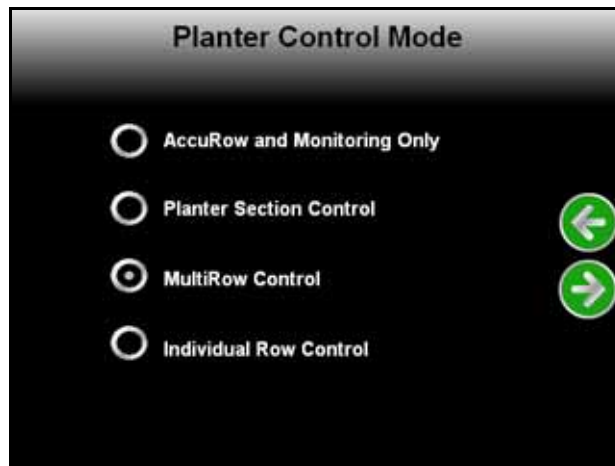 Planter Control Mode
AccuRow and Monitoring Only
Planter Section Control
MultiRow Control
Individual Row Control